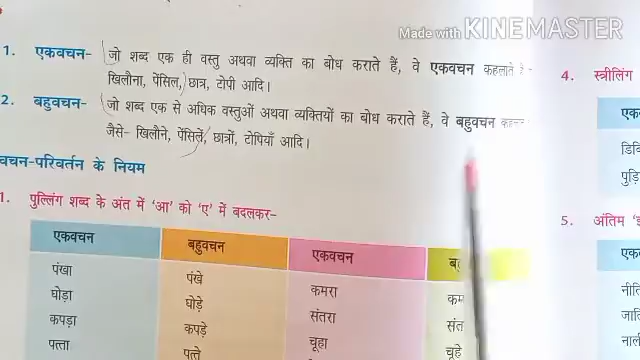 Made with KINEMASTER
1. एकवचन- जो शब्द एक ही वस्तु अथवा व्यक्ति का बोध कराते हैं, वे एकवचन कहलाते
खिलौना, पेंसिल, छात्र, टोपी आदि।
2. बहुवचन- जो शब्द एक से अधिक वस्तुओं अथवा व्यक्तियों का बोध कराते हैं, वे बहुवचन
जैसे- खिलौने, पेंसिलें, छात्रों, टोपियाँ आदि।
वचन-परिवर्तन के नियम
1. पुल्लिंग शब्द के अंत में 'आ' को 'ए' में बदलकर-
एकवचन बहुवचन एकवचन
पंखा पंखे कमरा
घोड़ा घोड़े संतरा
कपड़ा कपड़े चूहा चूहे
पत्ता पत्ते
4. स्त्रीलिंग
5. अंतिम